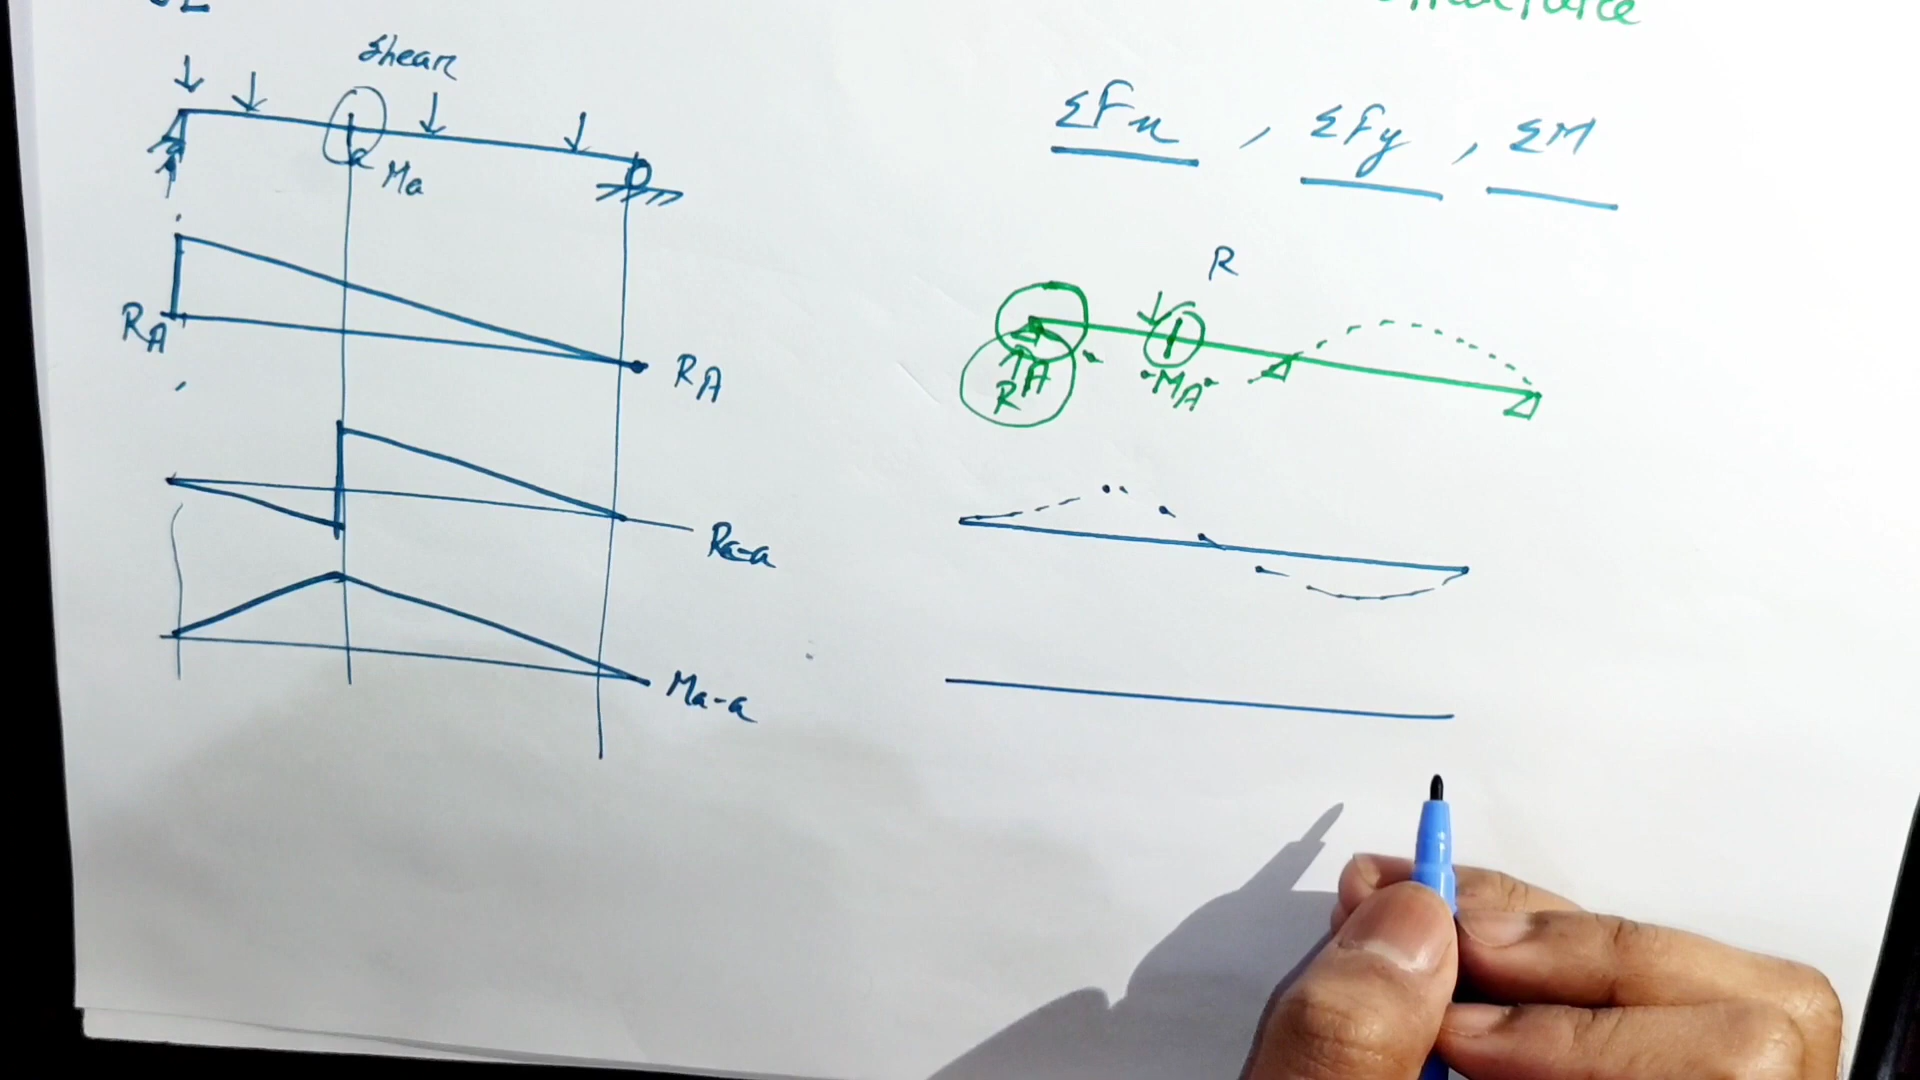 Shear
Ma
RA
RA
Ra-a
Ma-a
ΣFx , ΣFy , ΣM
R
RA
"MA"